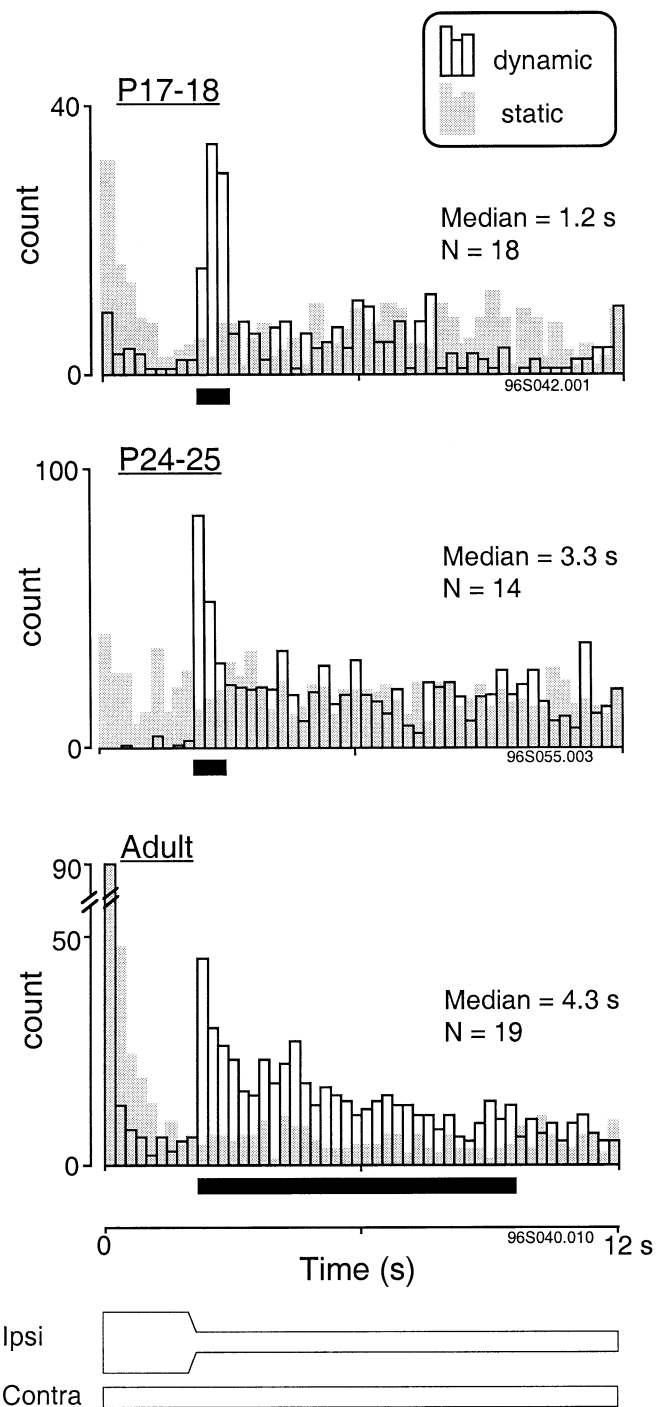 dynamic
static
P17-18
40
count
0
Median = 1.2 s
N = 18
96S042.001
P24-25
100
count
0
Median = 3.3 s
N = 14
96S055.003
Adult
90
50
count
0
Median = 4.3 s
N = 19
96S040.010
0
12 s
Time (s)
Ipsi
Contra